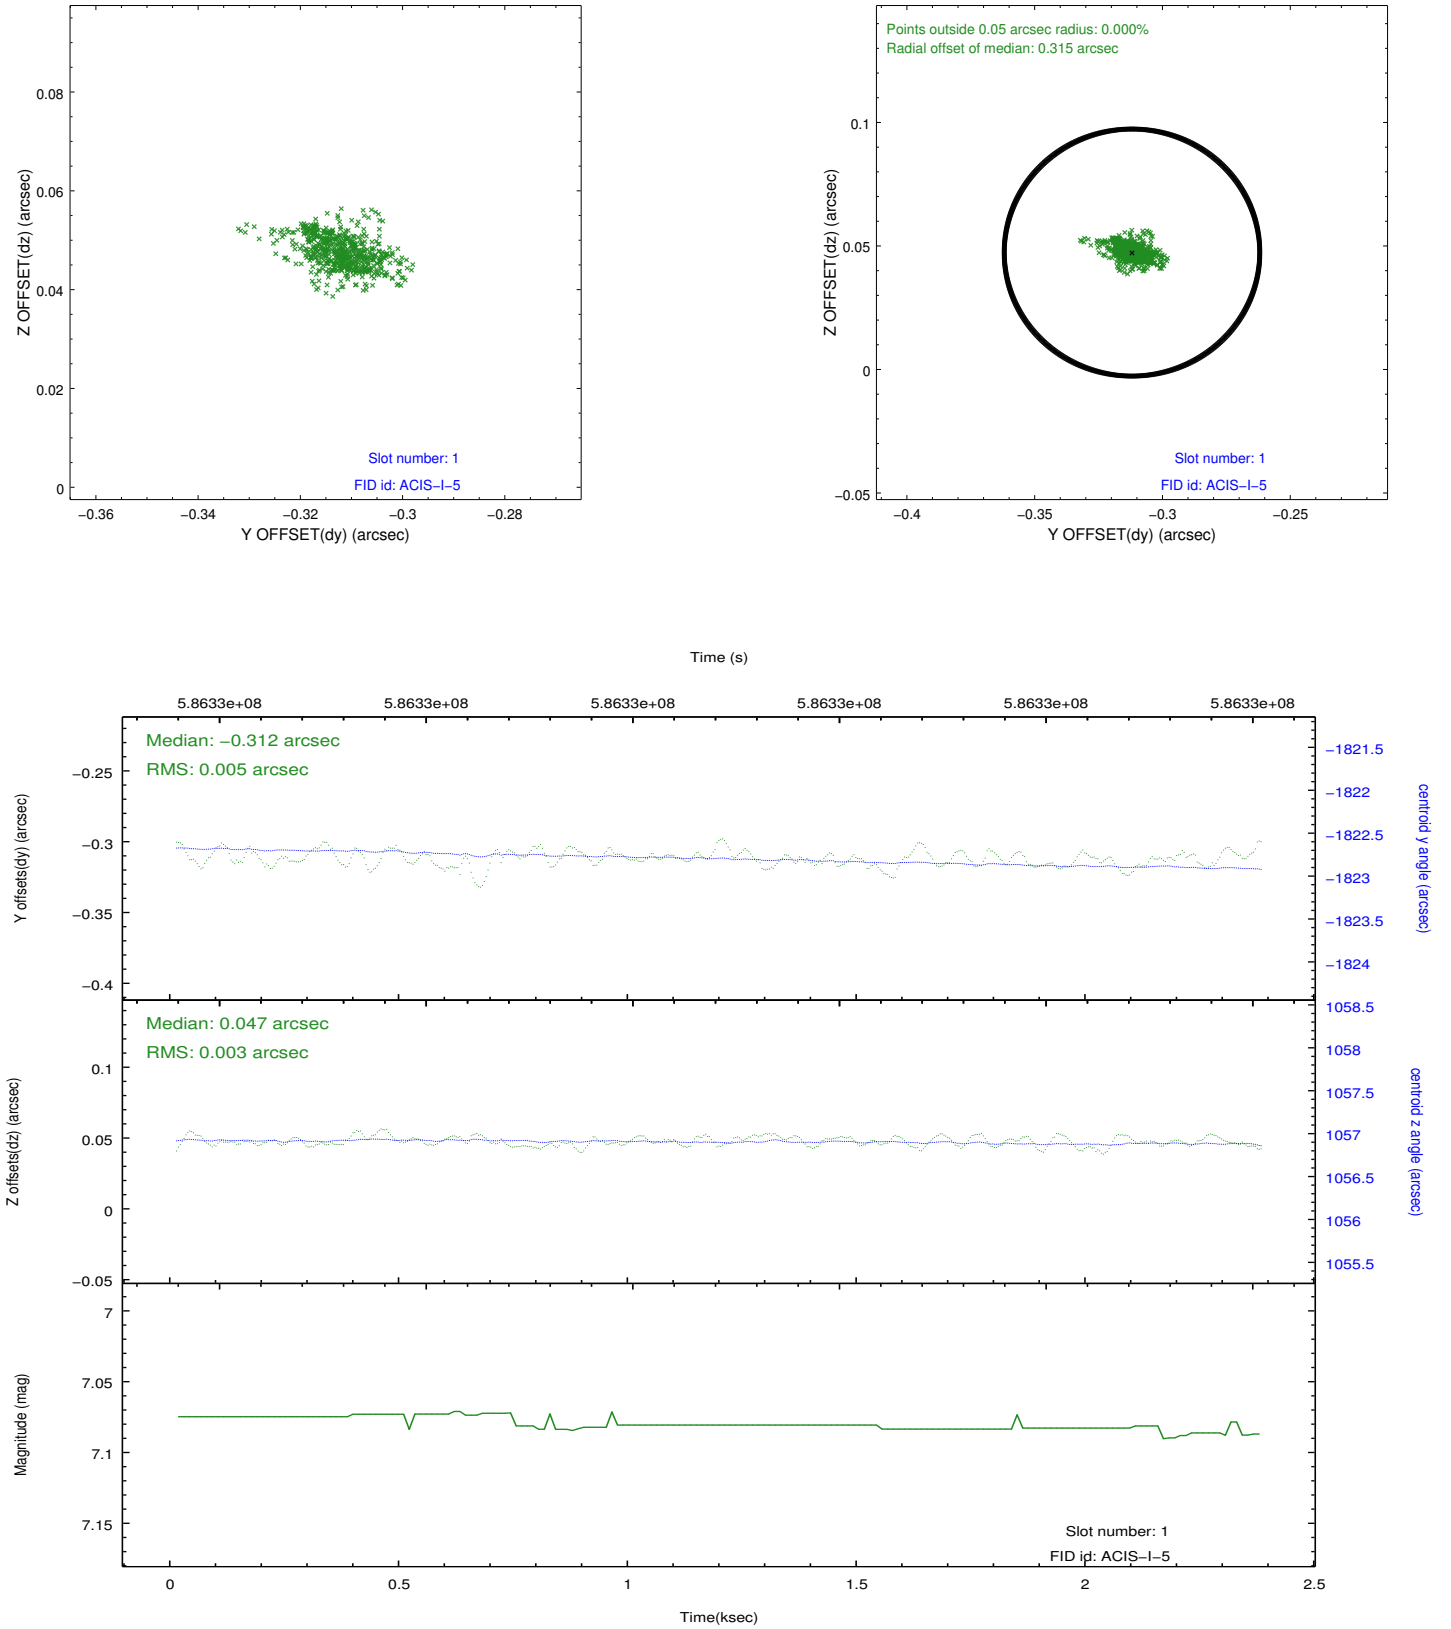 0.08
0.06
0.04
0.02
0
Z OFFSET(dz) (arcsec)
Slot number: 1
FID id: ACIS−I−5
−0.36 −0.34 −0.32 −0.3 −0.28
Y OFFSET(dy) (arcsec)
Points outside 0.05 arcsec radius: 0.000%
Radial offset of median: 0.315 arcsec
0.1
0.05
0
−0.05
Z OFFSET(dz) (arcsec)
Slot number: 1
FID id: ACIS−I−5
−0.4 −0.35 −0.3 −0.25
Y OFFSET(dy) (arcsec)
Time (s)
5.8633e+08 5.8633e+08 5.8633e+08 5.8633e+08 5.8633e+08 5.8633e+08
Median: −0.312 arcsec
RMS: 0.005 arcsec
−0.25
−0.3
−0.35
−0.4
Y offsets(dy) (arcsec)
−1821.5
−1822
−1822.5
−1823
−1823.5
−1824
centroid y angle (arcsec)
Median: 0.047 arcsec
RMS: 0.003 arcsec
0.1
0.05
0
−0.05
Z offsets(dz) (arcsec)
1058.5
1058
1057.5
1057
1056.5
1056
1055.5
centroid z angle (arcsec)
7
7.05
7.1
7.15
Magnitude (mag)
Slot number: 1
FID id: ACIS−I−5
0 0.5 1 1.5 2 2.5
Time(ksec)